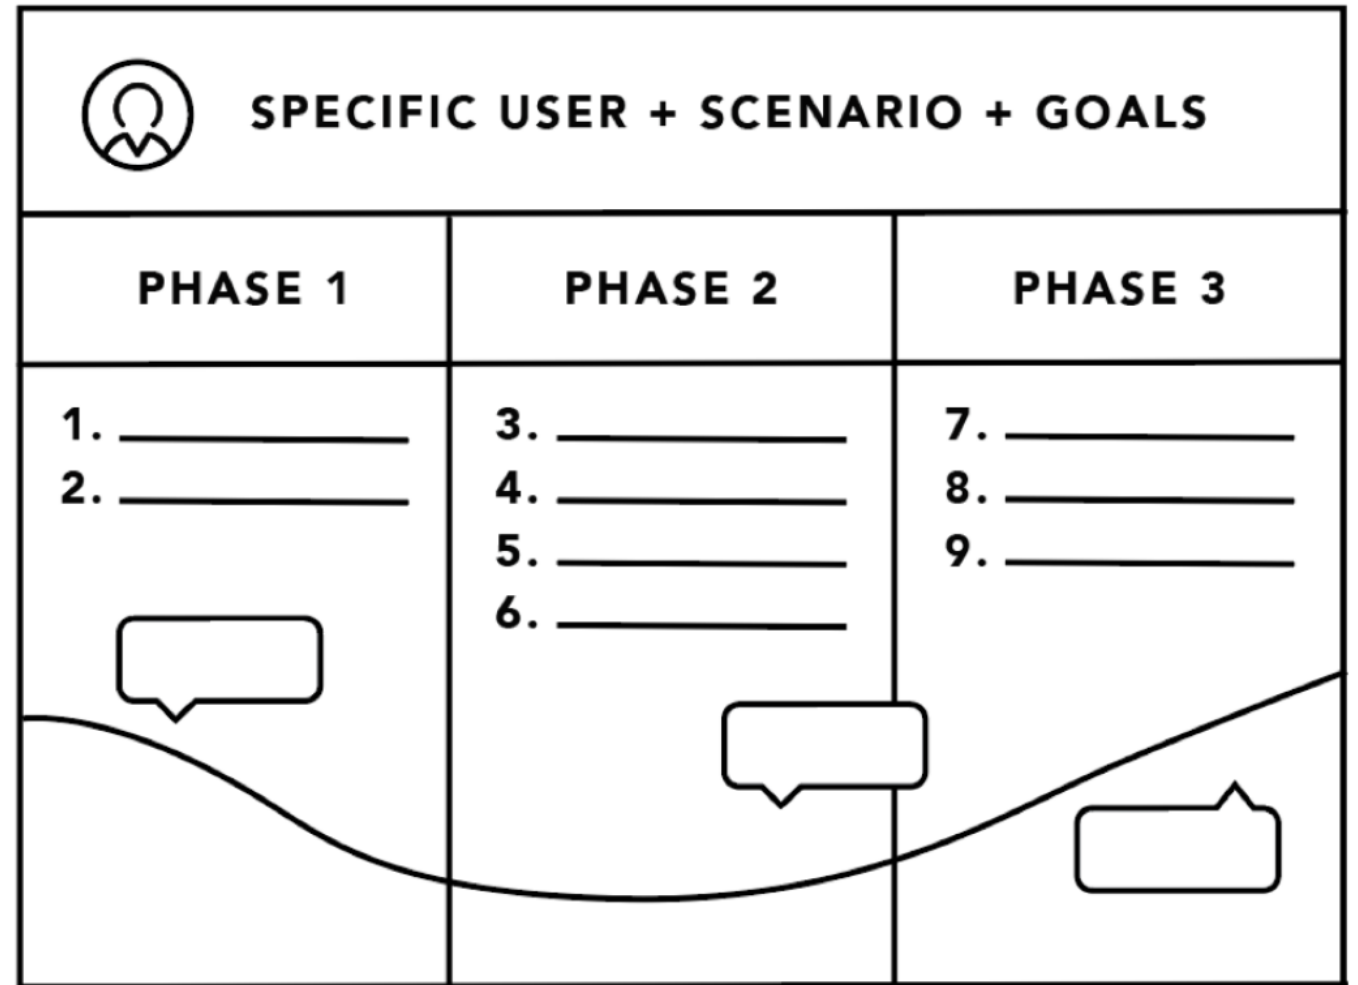 SPECIFIC USER + SCENARIO + GOALS
PHASE 1
PHASE 2
PHASE 3
1.
2.
3.
4.
5.
6.
7.
8.
9.